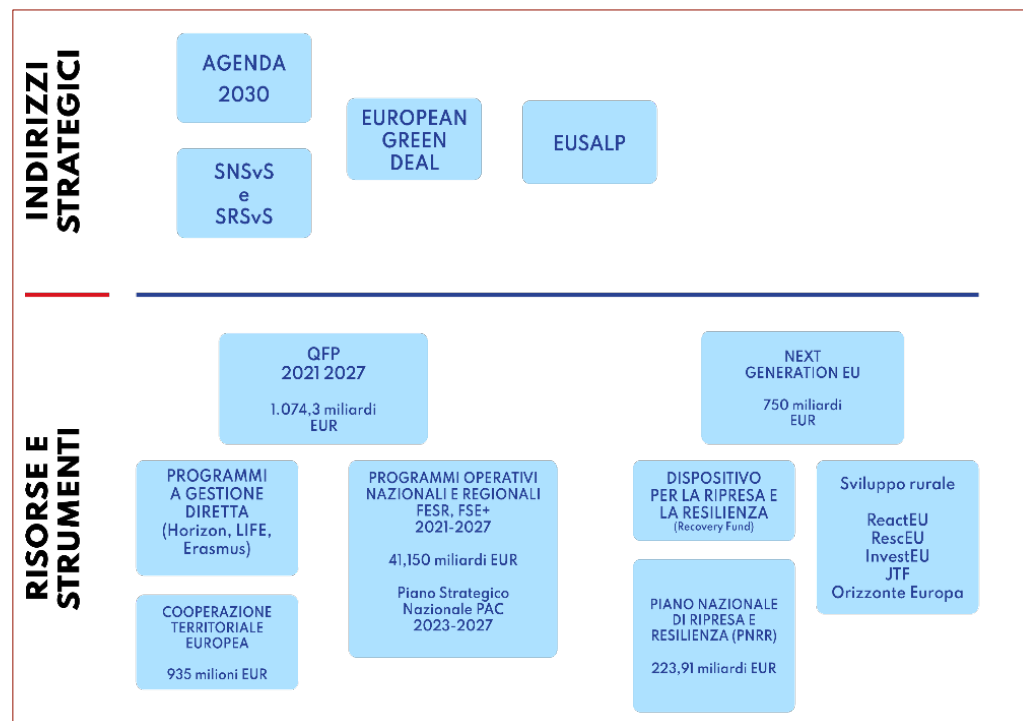 INDIRIZZI
STRATEGICI
AGENDA
2030
SNSvS
e
SRSvS
EUROPEAN
GREEN
DEAL
EUSALP
RISORSE E
STRUMENTI
QFP
2021 2027
1.074,3 miliardi
EUR
PROGRAMMI
A GESTIONE
DIRETTA
(Horizon, LIFE,
Erasmus)
COOPERAZIONE
TERRITORIALE
EUROPEA
935 milioni EUR
PROGRAMMI OPERATIVI
NAZIONALI E REGIONALI
FESR, FSE+
2021-2027
41,150 miliardi EUR
Piano Strategico
Nazionale PAC
2023-2027
NEXT
GENERATION EU
750 miliardi
EUR
DISPOSITIVO
PER LA RIPRESA E
LA RESILIENZA
(Recovery Fund)
PIANO NAZIONALE
DI RIPRESA E
RESILIENZA (PNRR)
223,91 miliardi EUR
Sviluppo rurale
ReactEU
RescEU
InvestEU
JTF
Orizzonte Europa